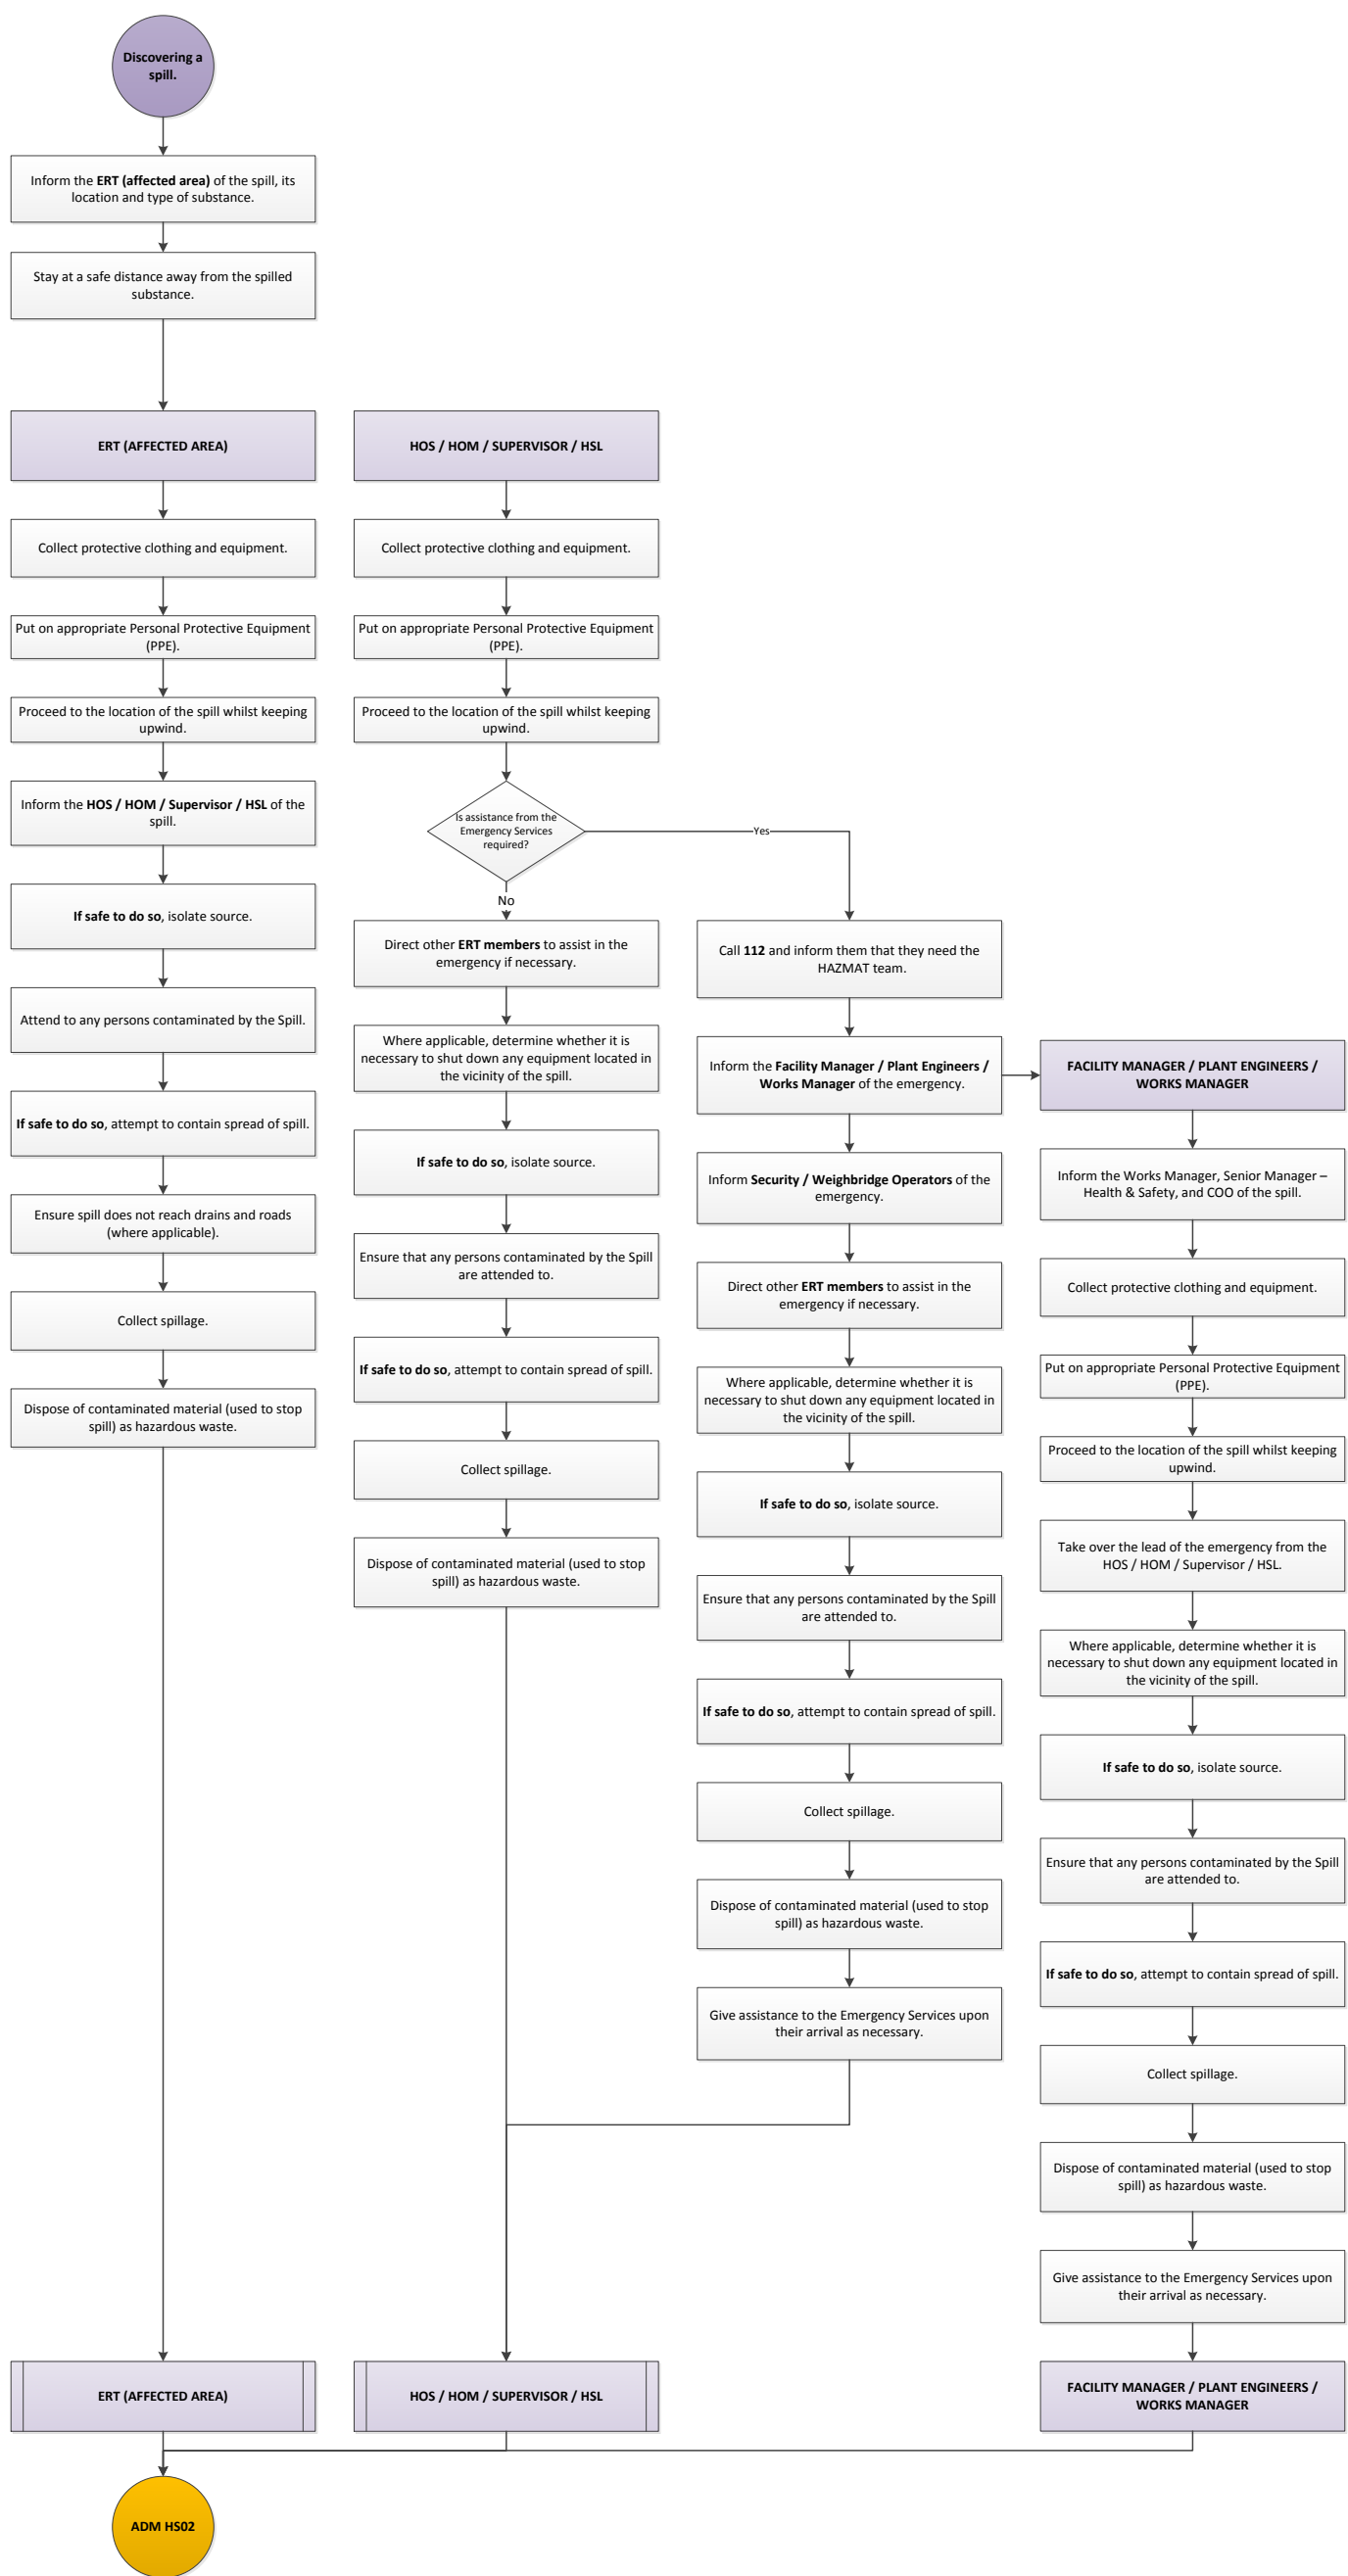 Discovering a
spill.
Inform the ERT (affected area) of the spill, its
location and type of substance.
Stay at a safe distance away from the spilled
substance.
ERT (AFFECTED AREA)
Collect protective clothing and equipment.
Put on appropriate Personal Protective Equipment
(PPE).
Proceed to the location of the spill whilst keeping
upwind.
Inform the HOS / HOM / Supervisor / HSL of the
spill.
If safe to do so, isolate source.
Attend to any persons contaminated by the Spill.
If safe to do so, attempt to contain spread of spill.
Ensure spill does not reach drains and roads
(where applicable).
Collect spillage.
Dispose of contaminated material (used to stop
spill) as hazardous waste.
HOS / HOM / SUPERVISOR / HSL
Collect protective clothing and equipment.
Put on appropriate Personal Protective Equipment
(PPE).
Proceed to the location of the spill whilst keeping
upwind.
Is assistance from the
Emergency Services
required?
Yes
No
Direct other ERT members to assist in the
emergency if necessary.
Where applicable, determine whether it is
necessary to shut down any equipment located in
the vicinity of the spill.
If safe to do so, isolate source.
Ensure that any persons contaminated by the Spill
are attended to.
If safe to do so, attempt to contain spread of spill.
Collect spillage.
Dispose of contaminated material (used to stop
spill) as hazardous waste.
Call 112 and inform them that they need the
HAZMAT team.
Inform the Facility Manager / Plant Engineers /
Works Manager of the emergency.
Inform Security / Weighbridge Operators of the
emergency.
Direct other ERT members to assist in the
emergency if necessary.
Where applicable, determine whether it is
necessary to shut down any equipment located in
the vicinity of the spill.
If safe to do so, isolate source.
Ensure that any persons contaminated by the Spill
are attended to.
If safe to do so, attempt to contain spread of spill.
Collect spillage.
Dispose of contaminated material (used to stop
spill) as hazardous waste.
Give assistance to the Emergency Services upon
their arrival as necessary.
FACILITY MANAGER / PLANT ENGINEERS /
WORKS MANAGER
Inform the Works Manager, Senior Manager –
Health & Safety, and COO of the spill.
Collect protective clothing and equipment.
Put on appropriate Personal Protective Equipment
(PPE).
Proceed to the location of the spill whilst keeping
upwind.
Take over the lead of the emergency from the
HOS / HOM / Supervisor / HSL.
Where applicable, determine whether it is
necessary to shut down any equipment located in
the vicinity of the spill.
If safe to do so, isolate source.
Ensure that any persons contaminated by the Spill
are attended to.
If safe to do so, attempt to contain spread of spill.
Collect spillage.
Dispose of contaminated material (used to stop
spill) as hazardous waste.
Give assistance to the Emergency Services upon
their arrival as necessary.
ERT (AFFECTED AREA)
HOS / HOM / SUPERVISOR / HSL
FACILITY MANAGER / PLANT ENGINEERS /
WORKS MANAGER
ADM HS02